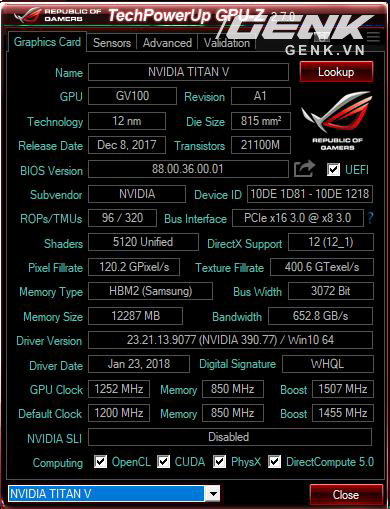 REPUBLIC OF GAMERS TechPowerUp GPU-Z 2.7.0
GENK
GENK.VN
Graphics Card Sensors Advanced Validation
Name NVIDIA TITAN V Lookup
GPU GV100 Revision A1
Technology 12 nm Die Size 815 mm²
Release Date Dec 8, 2017 Transistors 21100M
REPUBLIC OF GAMERS
BIOS Version 88.00.36.00.01 UEFI
Subvendor NVIDIA Device ID 10DE 1D81 - 10DE 1218
ROPs/TMUs 96 / 320 Bus Interface PCIe x16 3.0 @ x8 3.0 ?
Shaders 5120 Unified DirectX Support 12 (12_1)
Pixel Fillrate 120.2 GPixel/s Texture Fillrate 400.6 GTexel/s
Memory Type HBM2 (Samsung) Bus Width 3072 Bit
Memory Size 12287 MB Bandwidth 652.8 GB/s
Driver Version 23.21.13.9077 (NVIDIA 390.77) / Win10 64
Driver Date Jan 23, 2018 Digital Signature WHQL
GPU Clock 1252 MHz Memory 850 MHz Boost 1507 MHz
Default Clock 1200 MHz Memory 850 MHz Boost 1455 MHz
NVIDIA SLI Disabled
Computing OpenCL CUDA PhysX DirectCompute 5.0
NVIDIA TITAN V Close